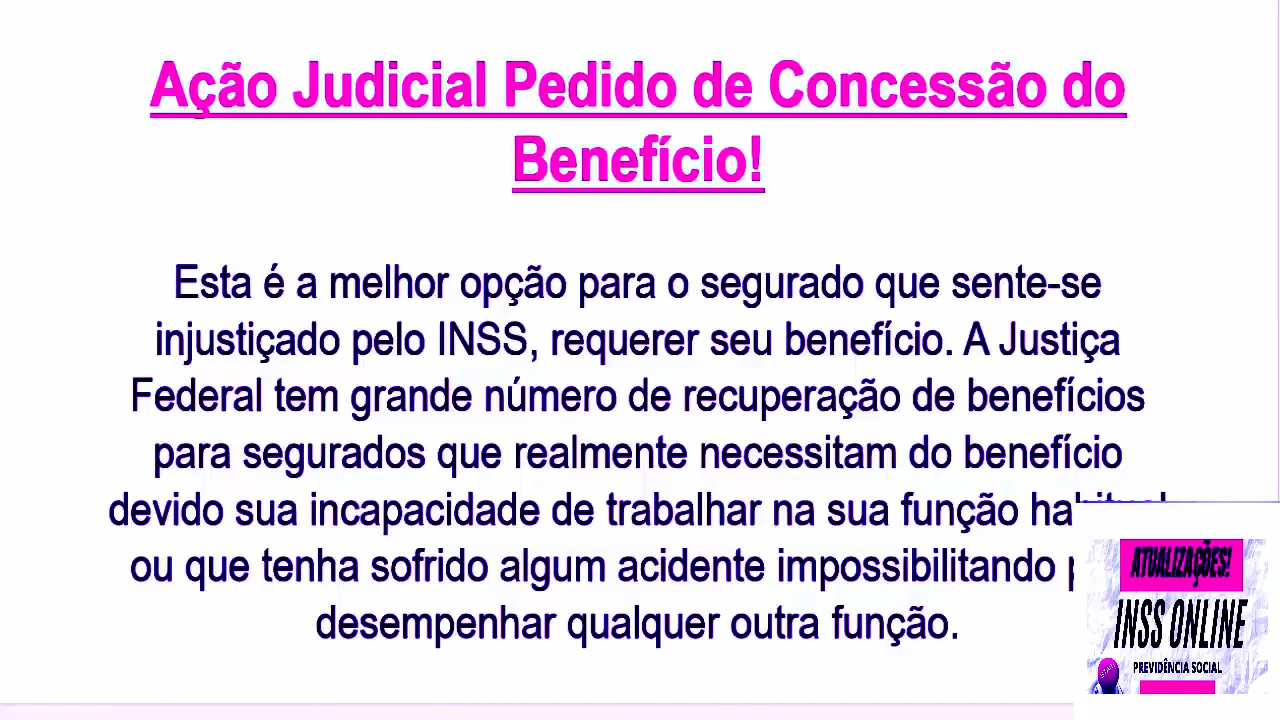 Ação Judicial Pedido de Concessão do
Benefício!
Esta é a melhor opção para o segurado que sente-se
injustiçado pelo INSS, requerer seu benefício. A Justiça
Federal tem grande número de recuperação de benefícios
para segurados que realmente necessitam do benefício
devido sua incapacidade de trabalhar na sua função
ou que tenha sofrido algum acidente impossibilitando
desempenhar qualquer outra função.
ATUALIZAÇÕES!
INSS ONLINE
PREVIDÊNCIA SOCIAL